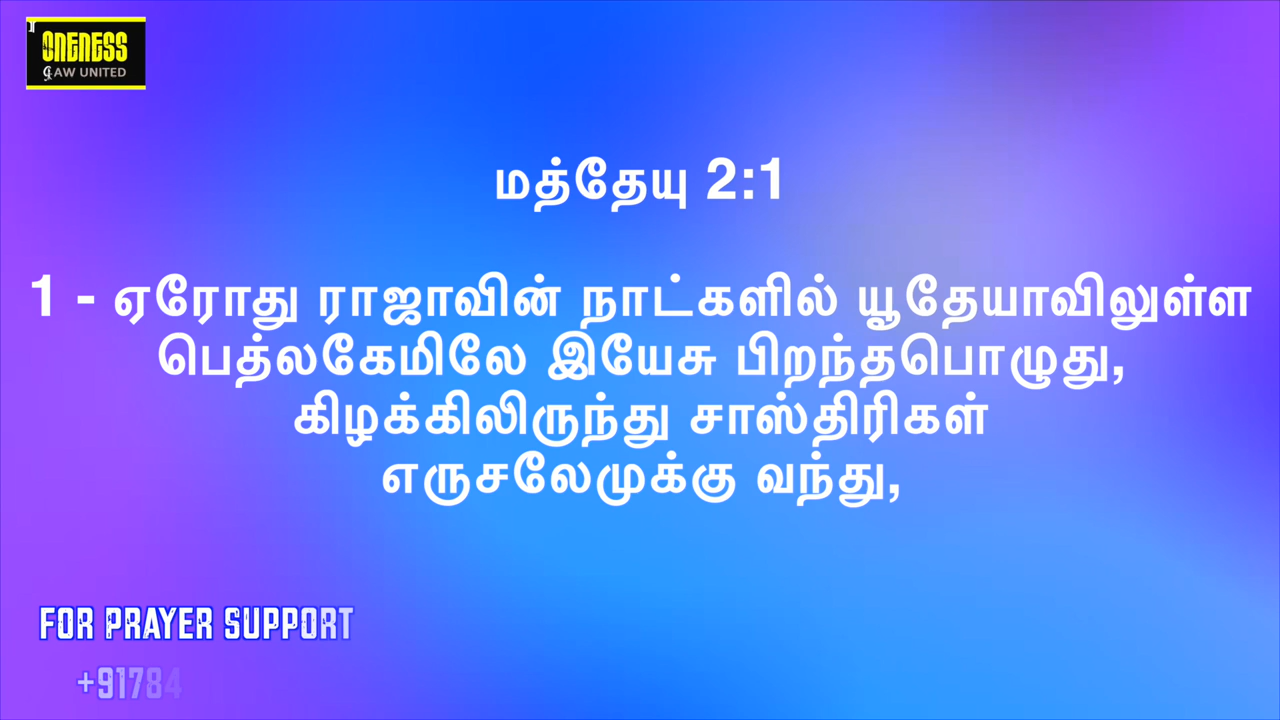 ONENESS
LAW UNITED
மத்தேயு 2:1
1 - ஏரோது ராஜாவின் நாட்களில் யூதேயாவிலுள்ள
பெத்லகேமிலே இயேசு பிறந்தபொழுது,
கிழக்கிலிருந்து சாஸ்திரிகள்
எருசலேமுக்கு வந்து,
FOR PRAYER SUPPORT
+91784